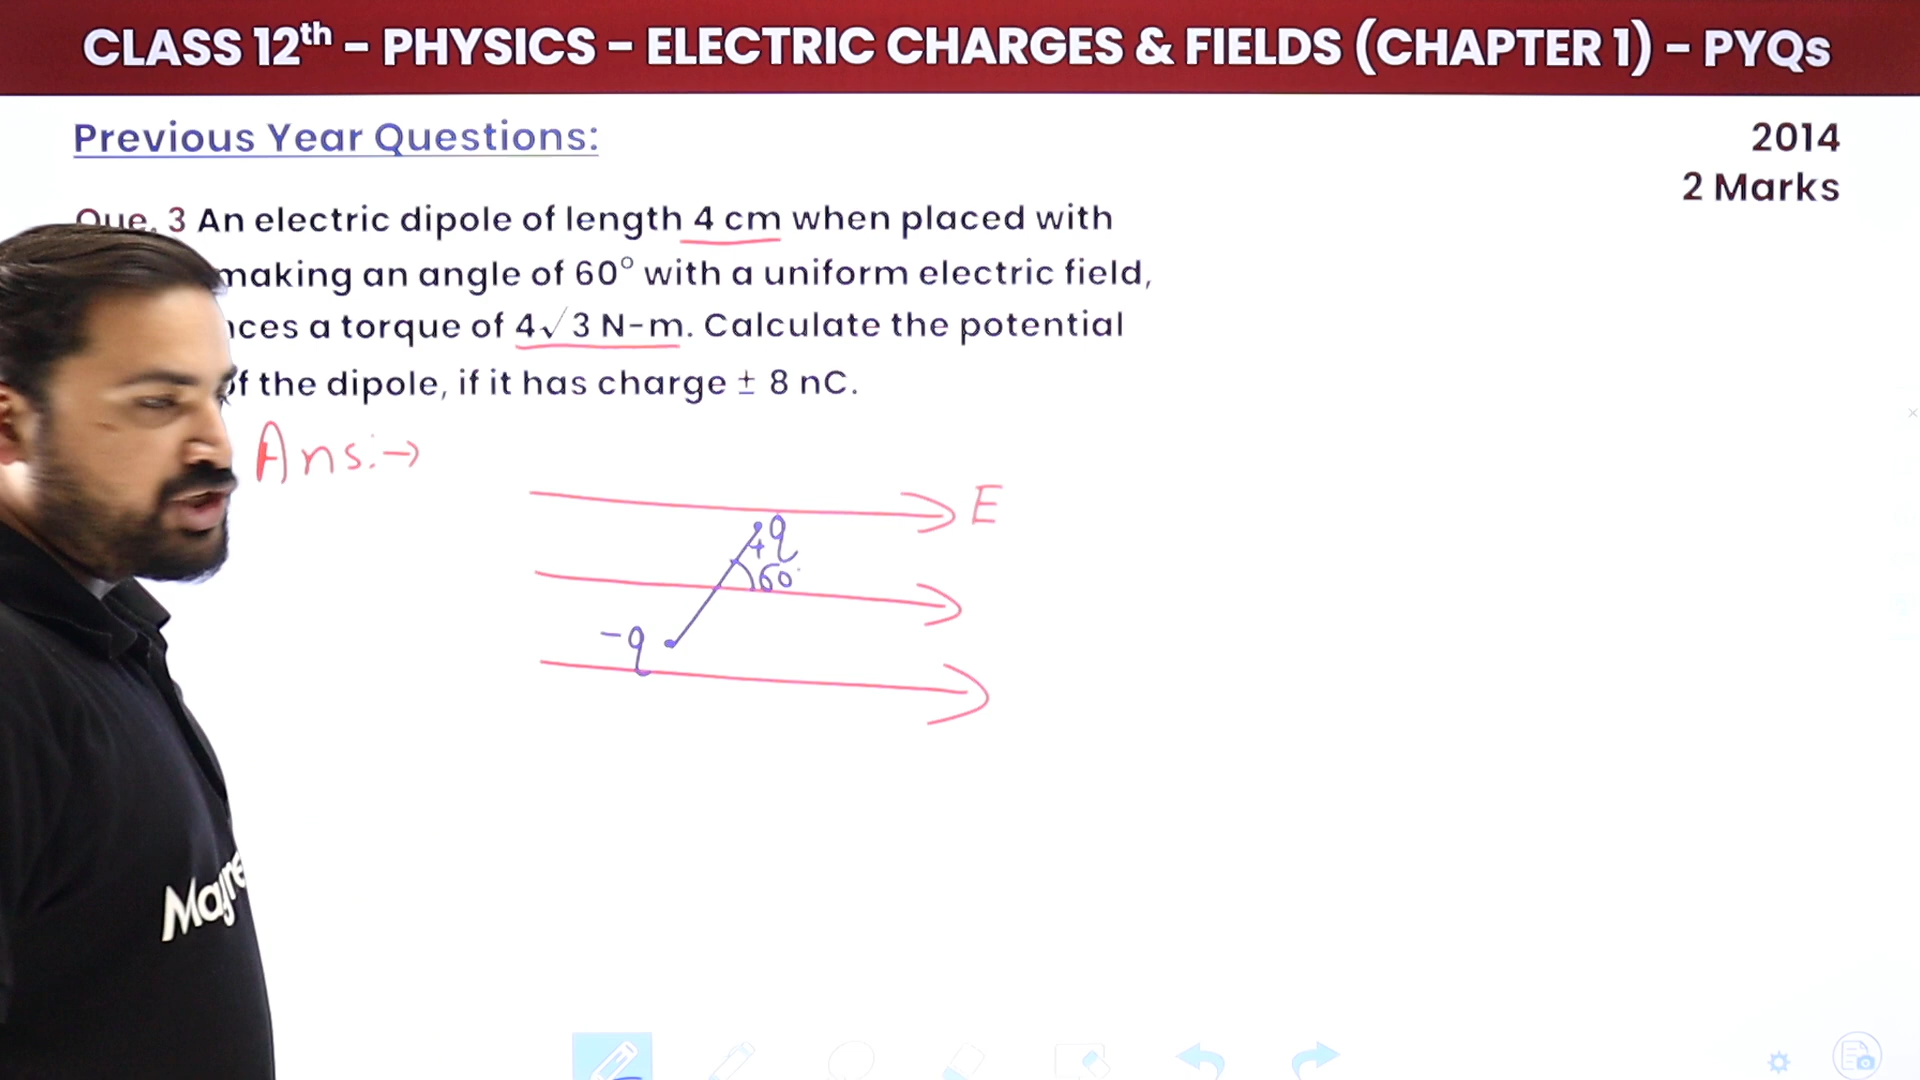 CLASS 12th – PHYSICS – ELECTRIC CHARGES & FIELDS (CHAPTER 1) – PYQs
Previous Year Questions:
2014
2 Marks
Que. 3 An electric dipole of length 4 cm when placed with
making an angle of 60° with a uniform electric field,
a torque of 4√3 N-m. Calculate the potential
of the dipole, if it has charge ± 8 nC.
Ans:→
E
+q
60°
-q